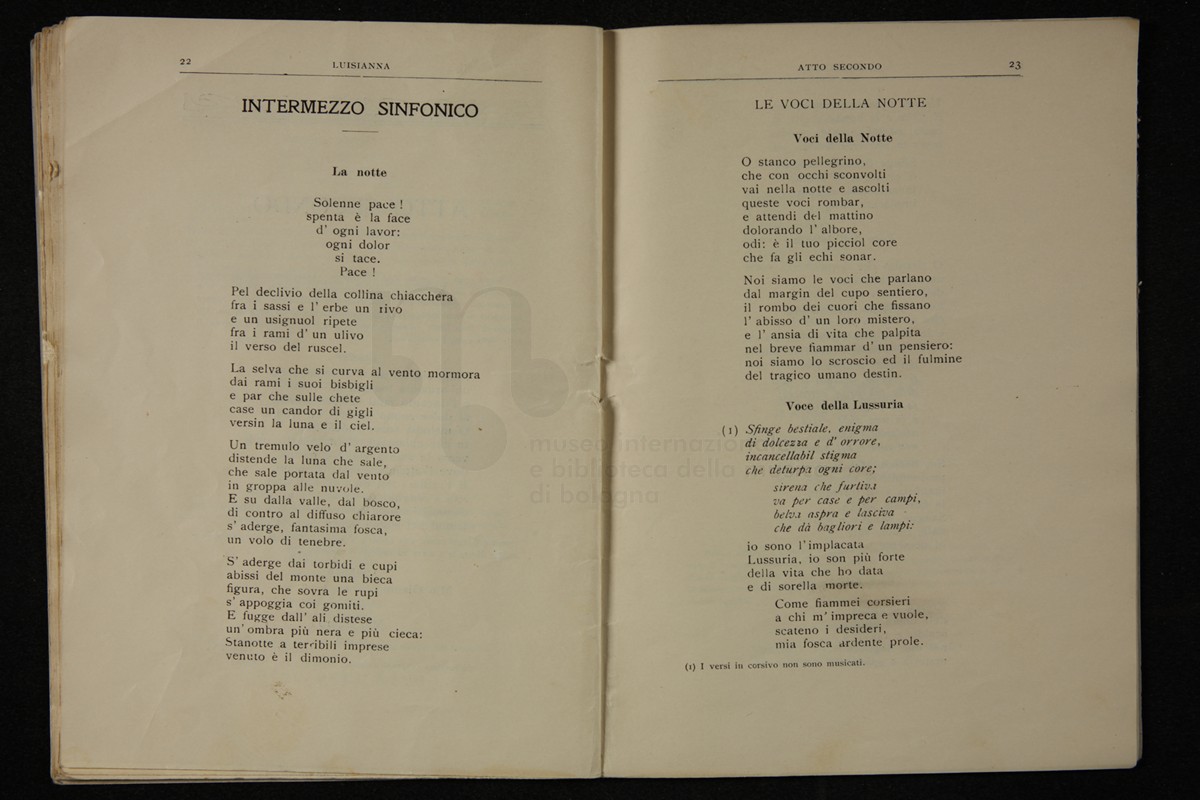 22
LUISIANNA
INTERMEZZO SINFONICO
La notte
Solenne pace !
spenta è la face
d' ogni lavor:
ogni dolor
si tace.
Pace !
Pel declivio della collina chiacchera
fra i sassi e l' erbe un rivo
e un usignuol ripete
fra i rami d' un ulivo
il verso del ruscel.
La selva che si curva al vento mormora
dai rami i suoi bisbigli
e par che sulle chete
case un candor di gigli
versin la luna e il ciel.
Un tremulo velo d' argento
distende la luna che sale,
che sale portata dal vento
in groppa alle nuvole.
E su dalla valle, dal bosco,
di contro al diffuso chiarore
s' aderge, fantasima fosca,
un volo di tenebre.
S' aderge dai torbidi e cupi
abissi del monte una bieca
figura, che sovra le rupi
s' appoggia coi gomiti.
E fugge dall' ali distese
un' ombra più nera e più cieca:
Stanotte a terribili imprese
venuto è il dimonio.
ATTO SECONDO
23
LE VOCI DELLA NOTTE
Voci della Notte
O stanco pellegrino,
che con occhi sconvolti
vai nella notte e ascolti
queste voci rombar,
e attendi del mattino
dolorando l' albore,
odi: è il tuo picciol core
che fa gli echi sonar.
Noi siamo le voci che parlano
dal margin del cupo sentiero,
il rombo dei cuori che fissano
l' abisso d' un loro mistero,
e l' ansia di vita che palpita
nel breve fiammar d' un pensiero:
noi siamo lo scroscio ed il fulmine
del tragico umano destin.
Voce della Lussuria
(1) Sfinge bestiale, enigma
di dolcezza e d' orrore,
incancellabil stigma
che deturpa ogni core;
sirena che furtiva
va per case e per campi,
belva aspra e lasciva
che dà bagliori e lampi:
io sono l' implacata
Lussuria, io son più forte
della vita che ho data
e di sorella morte.
Come fiammei corsieri
a chi m' impreca e vuole,
scateno i desideri,
mia fosca ardente prole.
(1) I versi in corsivo non sono musicati.
museo internazio
e biblioteca della
di bologna